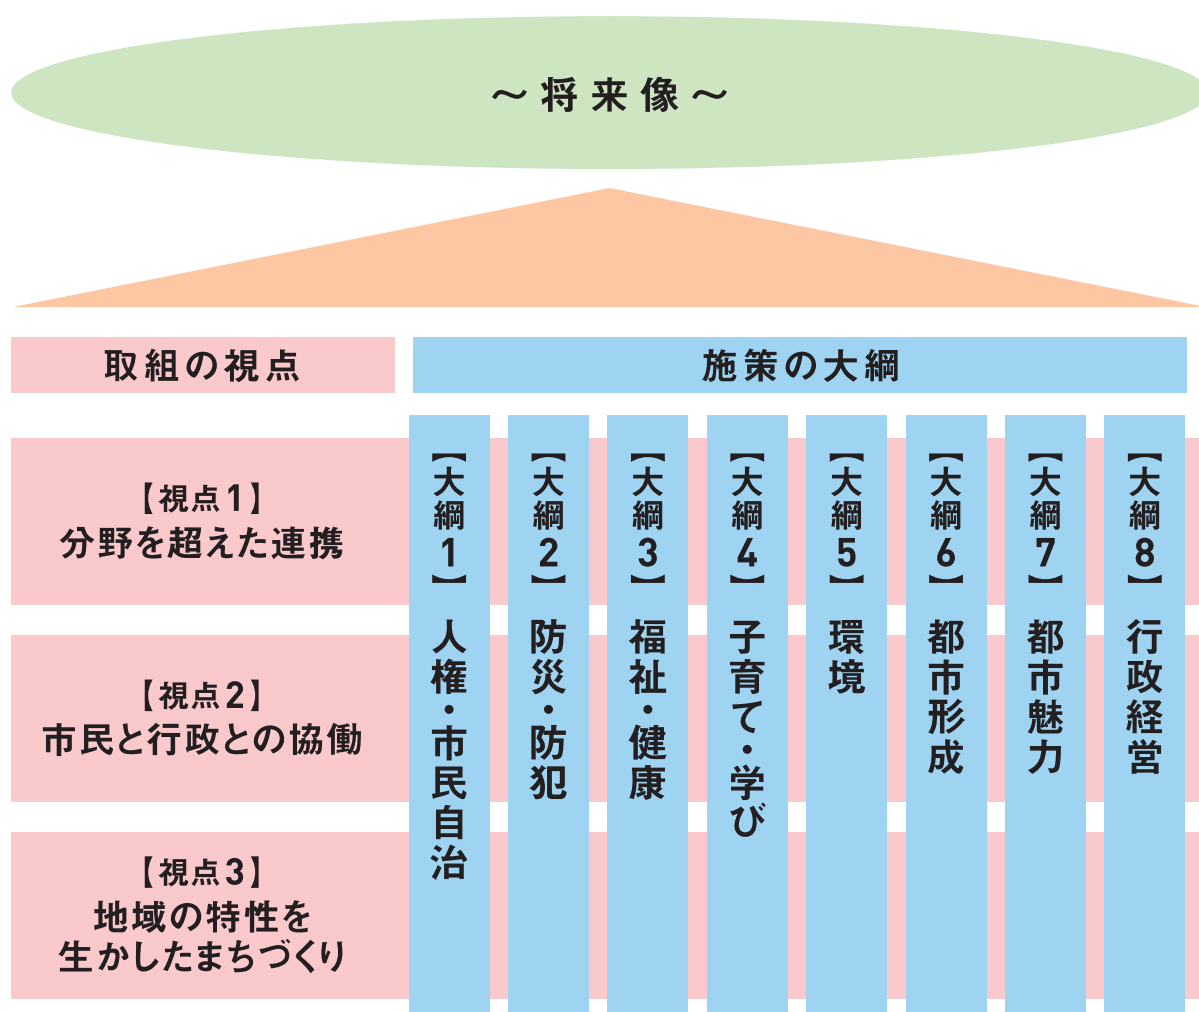 ～将来像～
取組の視点
施策の大綱
【視点1】
分野を超えた連携
【視点2】
市民と行政との協働
【視点3】
地域の特性を
生かしたまちづくり
【大綱1】人権・市民自治
【大綱2】防災・防犯
【大綱3】福祉・健康
【大綱4】子育て・学び
【大綱5】環境
【大綱6】都市形成
【大綱7】都市魅力
【大綱8】行政経営